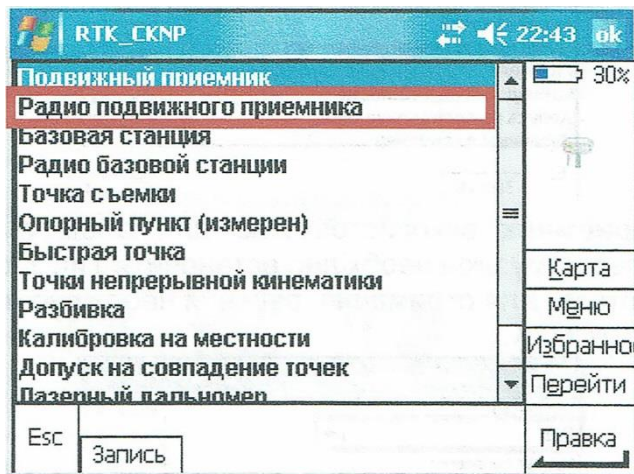 RTK_CKNP 22:43 ok
Подвижный приемник
30%
Радио подвижного приемника
Базовая станция
Радио базовой станции
Точка съемки
Опорный пункт (измерен)
Быстрая точка
Точки непрерывной кинематики
Разбивка
Калибровка на местности
Допуск на совпадение точек
Лазерный дальномер
Карта
Меню
Избранно
Перейти
Esc
Запись
Правка